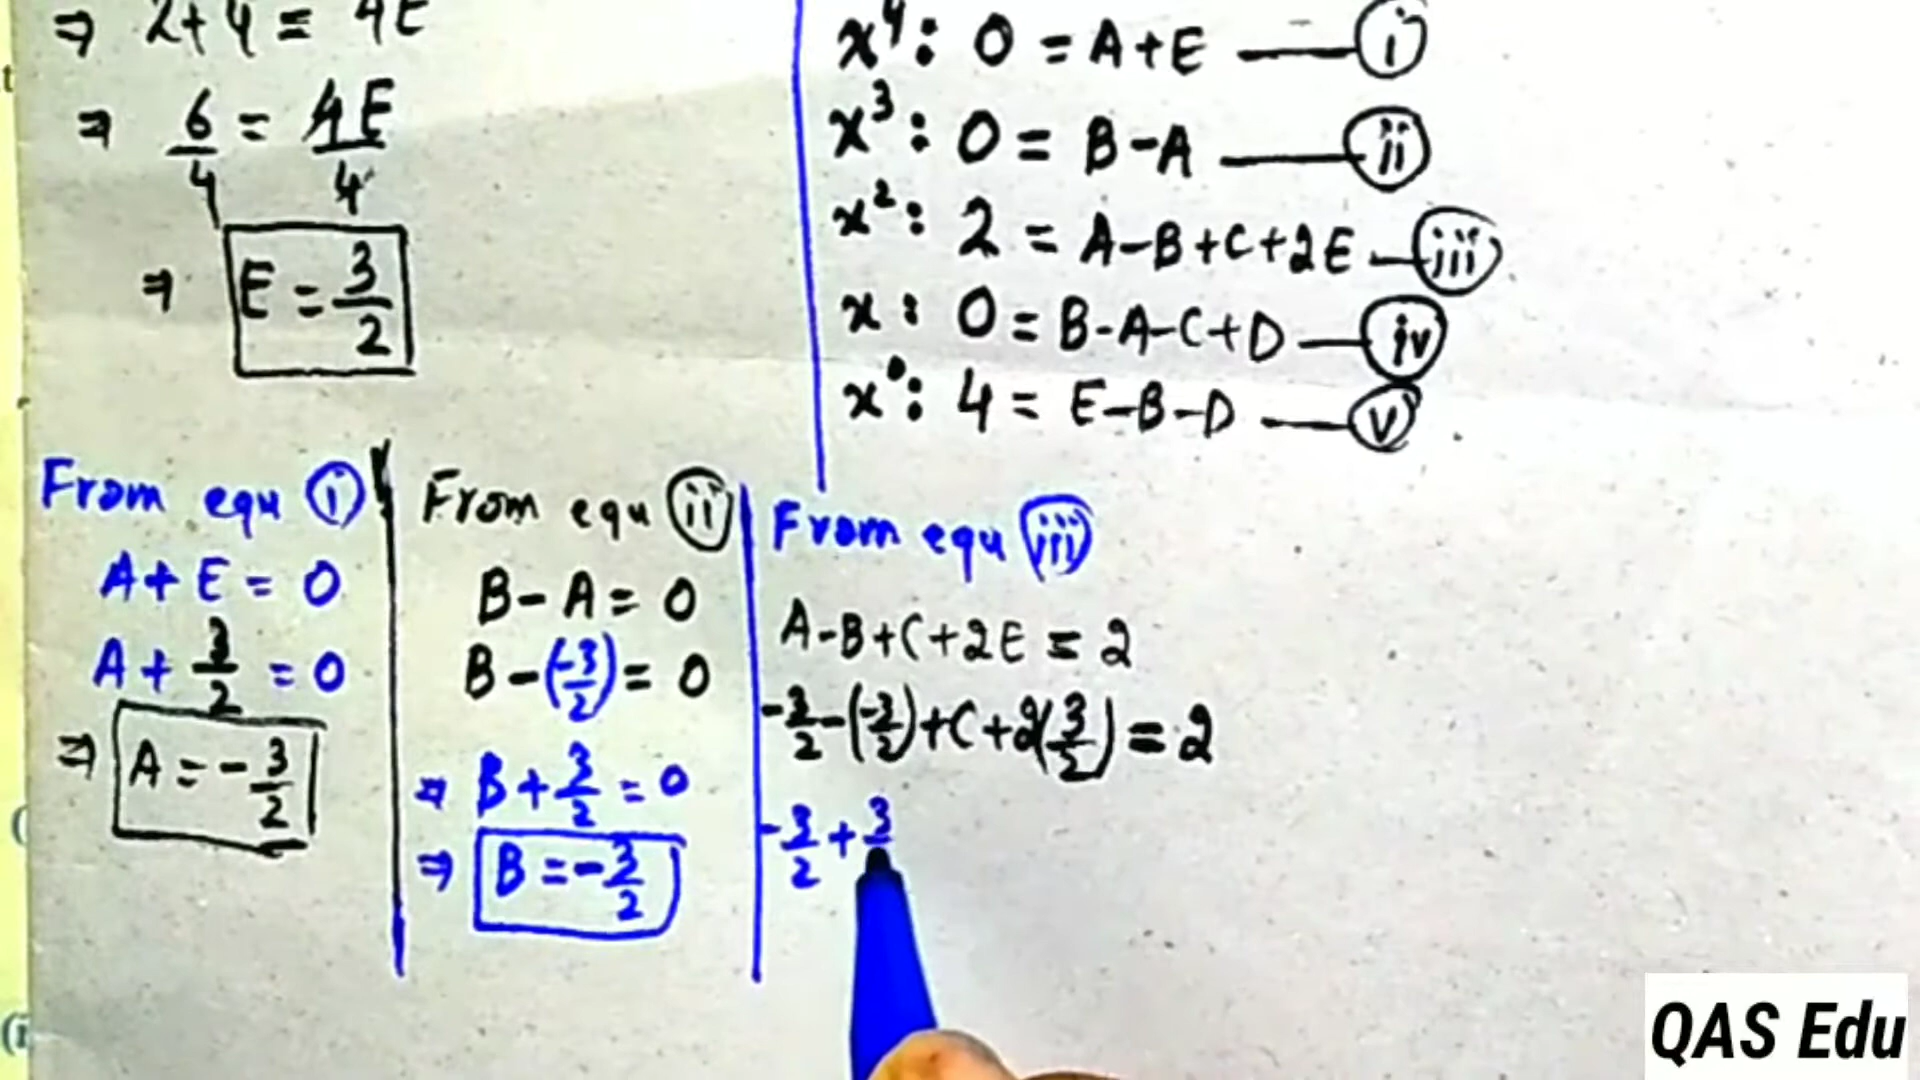 ⇒ 2+4 = 4E
⇒ 6/4 = 4E/4
⇒ E = 3/2
x⁴: 0 = A+E — (i)
x³: 0 = B-A — (ii)
x²: 2 = A-B+C+2E — (iii)
x: 0 = B-A-C+D — (iv)
x⁰: 4 = E-B-D — (v)
From equ (i)
A+E = 0
A + 3/2 = 0
⇒ A = -3/2
From equ (ii)
B-A = 0
B-(-3/2) = 0
⇒ B + 3/2 = 0
⇒ B = -3/2
From equ (iii)
A-B+C+2E = 2
-3/2-(-3/2)+C+2(3/2) = 2
-3/2 + 3
QAS Edu